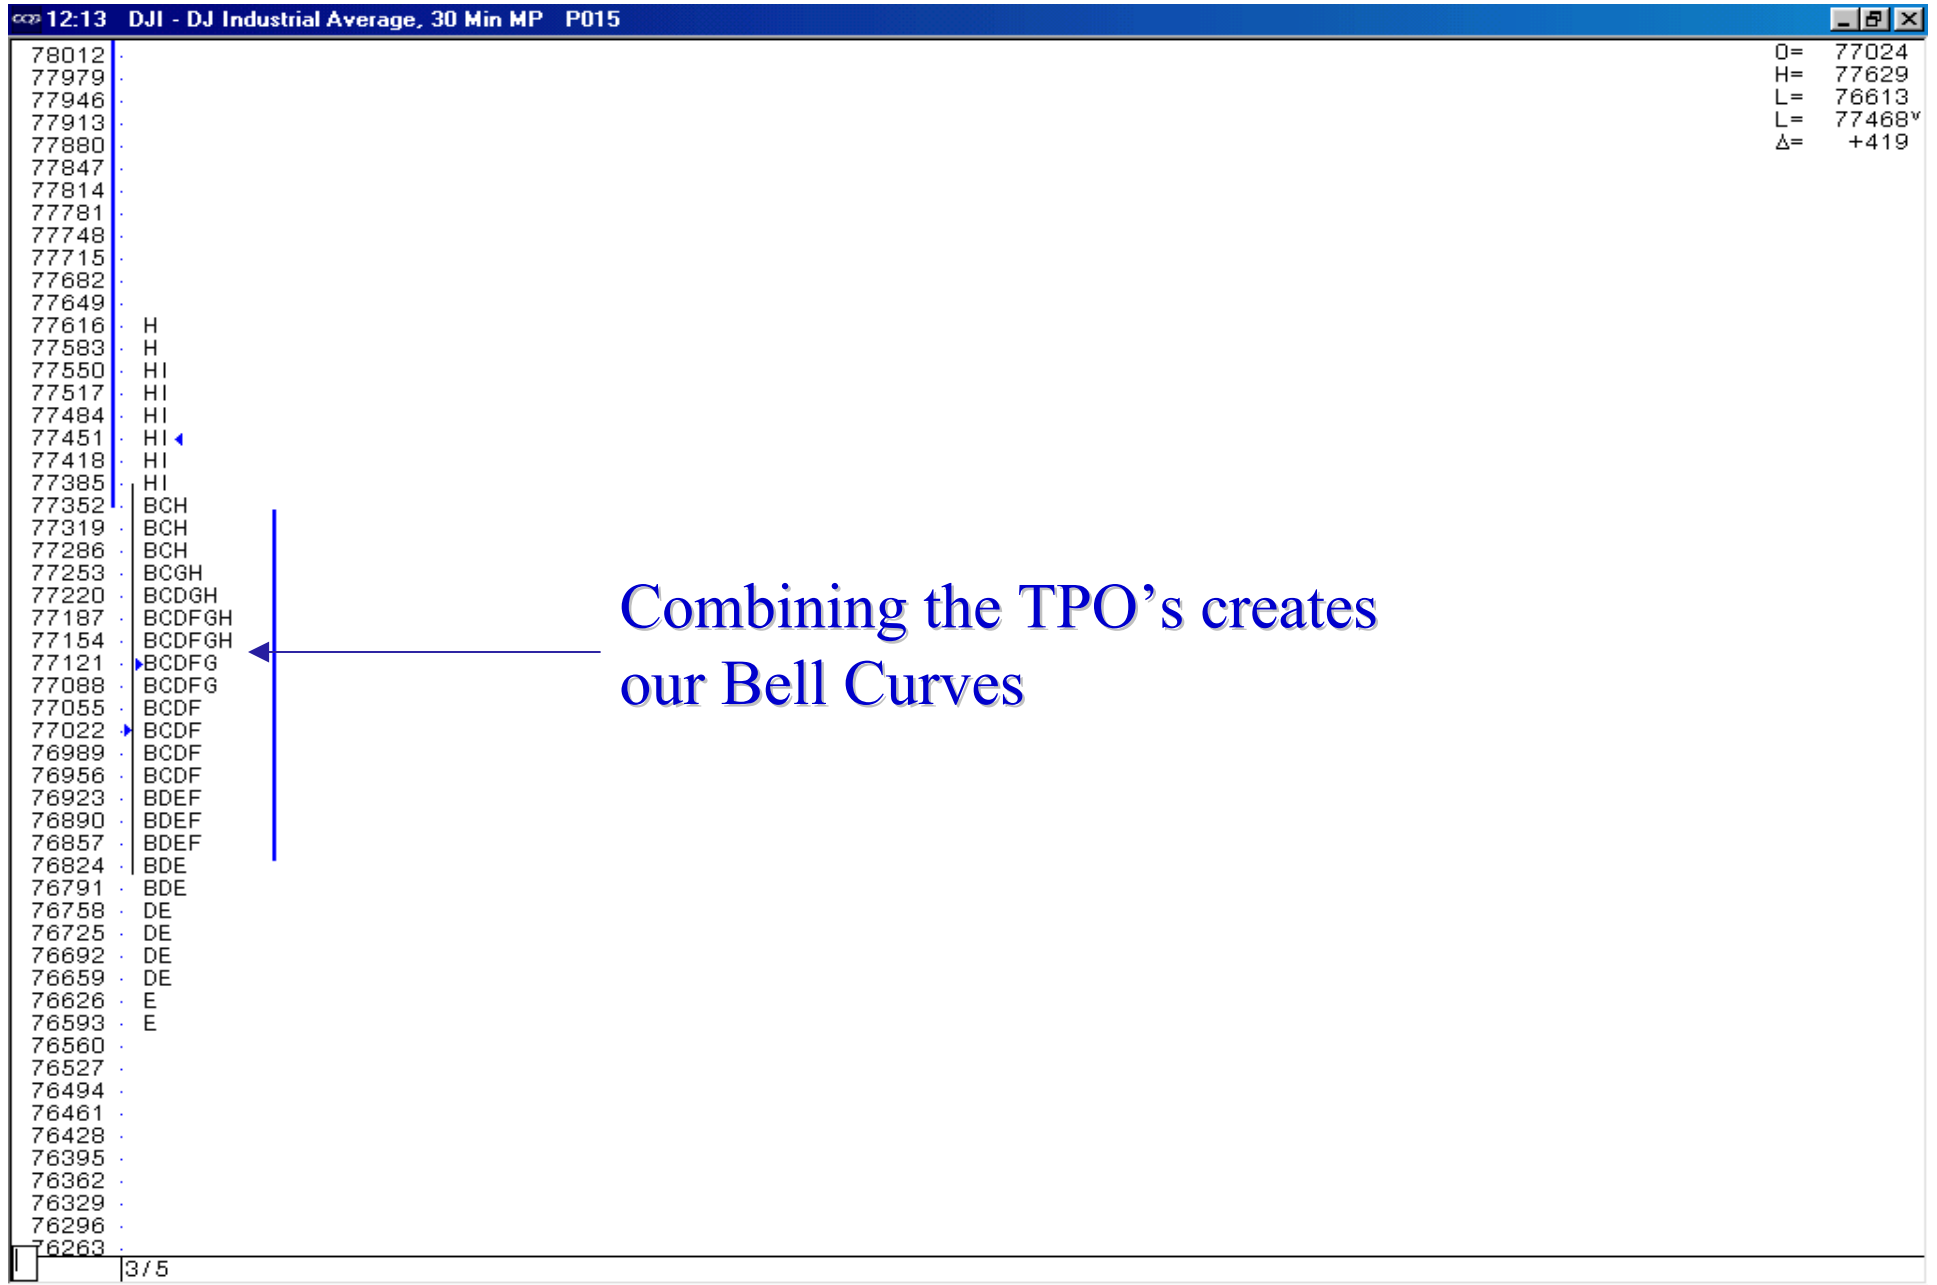 CQG 12:13 DJI - DJ Industrial Average, 30 Min MP P015
O= 77024
H= 77629
L= 76613
L= 77468v
Δ= +419
78012
77979
77946
77913
77880
77847
77814
77781
77748
77715
77682
77649
77616 H
77583 H
77550 HI
77517 HI
77484 HI
77451 HI
77418 HI
77385 HI
77352 BCH
77319 BCH
77286 BCH
77253 BCGH
77220 BCDGH
77187 BCDFGH
77154 BCDFGH
77121 BCDFG
77088 BCDFG
77055 BCDF
77022 BCDF
76989 BCDF
76956 BCDF
76923 BDEF
76890 BDEF
76857 BDEF
76824 BDE
76791 BDE
76758 DE
76725 DE
76692 DE
76659 DE
76626 E
76593 E
76560
76527
76494
76461
76428
76395
76362
76329
76296
76263
Combining the TPO’s creates
our Bell Curves
3/5